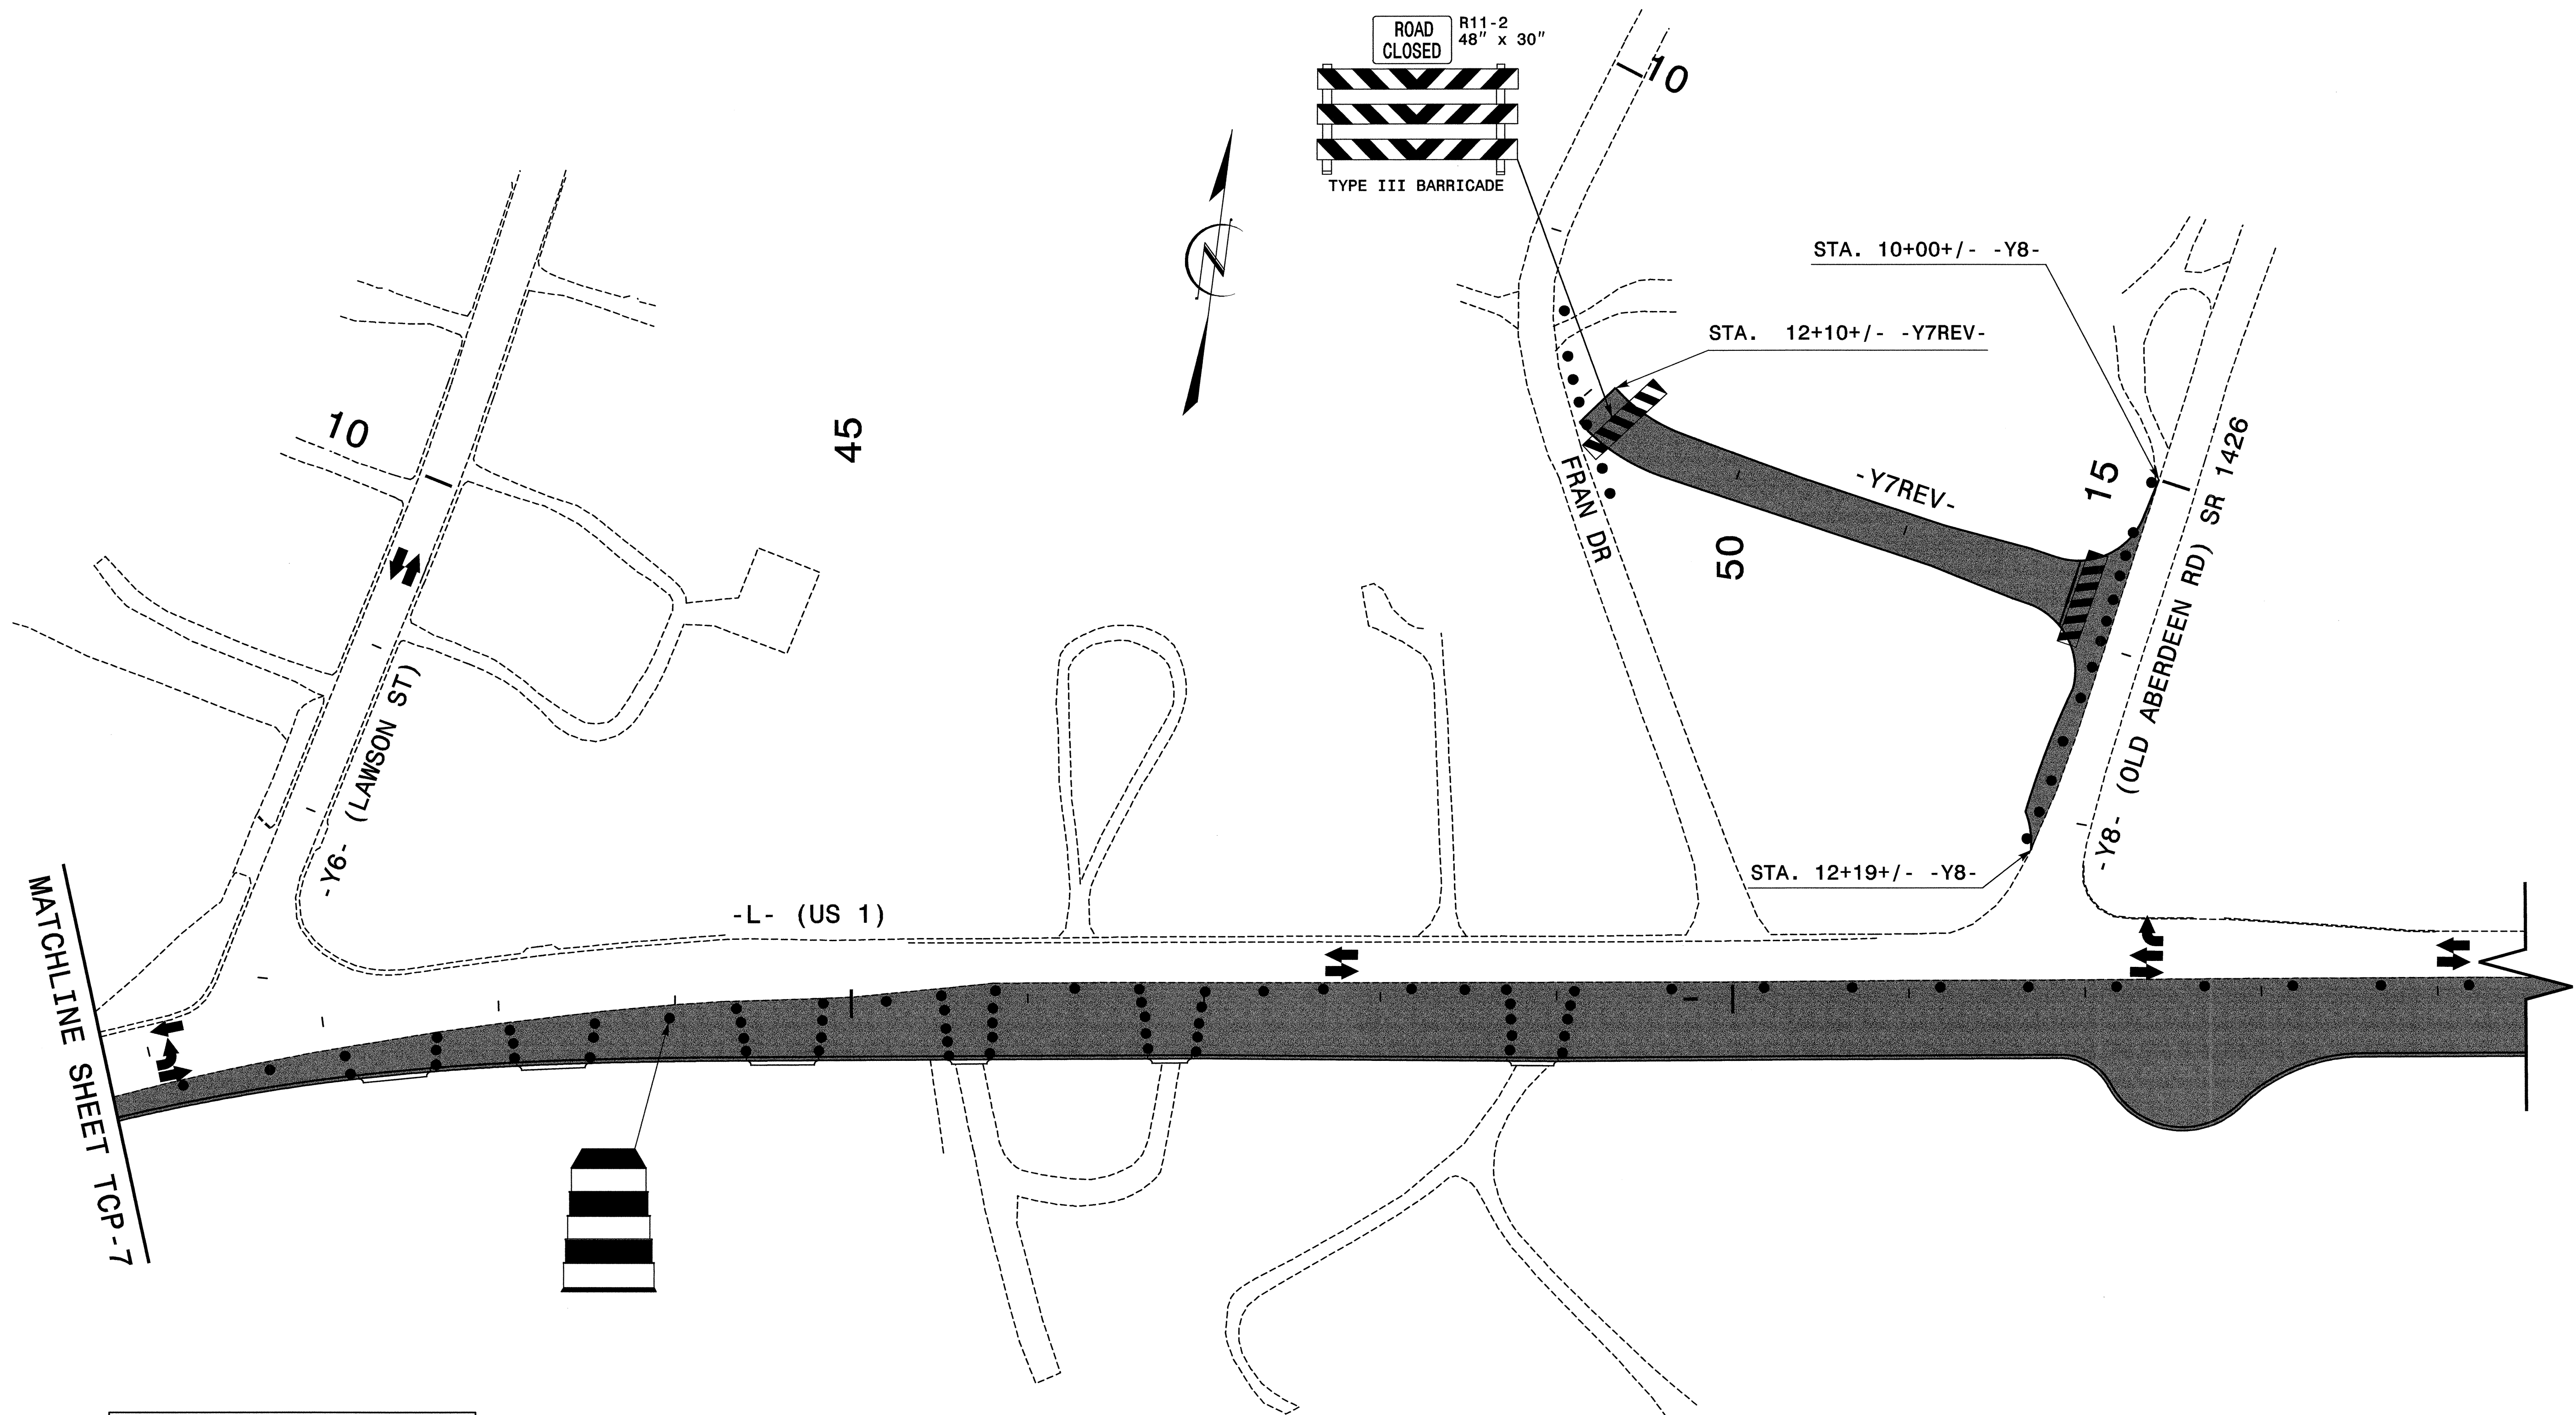 ROAD
CLOSED
R11-2
48" x 30"
TYPE III BARRICADE
10
STA. 10+00+/- -Y8-
STA. 12+10+/- -Y7REV-
10
45
N
FRAN DR
-Y7REV-
50
15
-Y8- (OLD ABERDEEN RD) SR 1426
-Y6- (LAWSON ST)
STA. 12+19+/- -Y8-
-L- (US 1)
MATCHLINE SHEET TCP-7